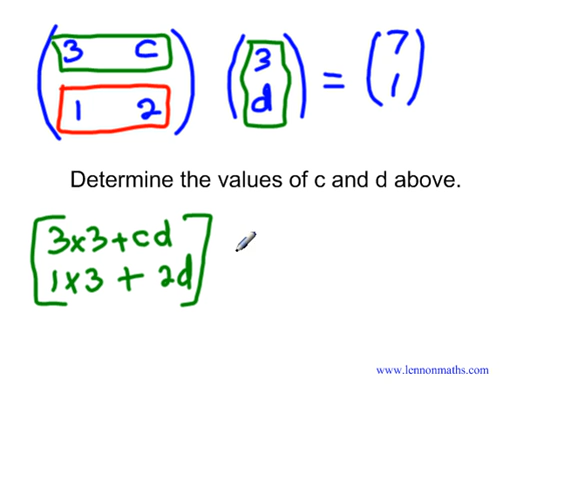 (3 c
1 2) (3
d) = (7
1)
Determine the values of c and d above.
[3x3+cd
1x3 + 2d]
www.lennonmaths.com